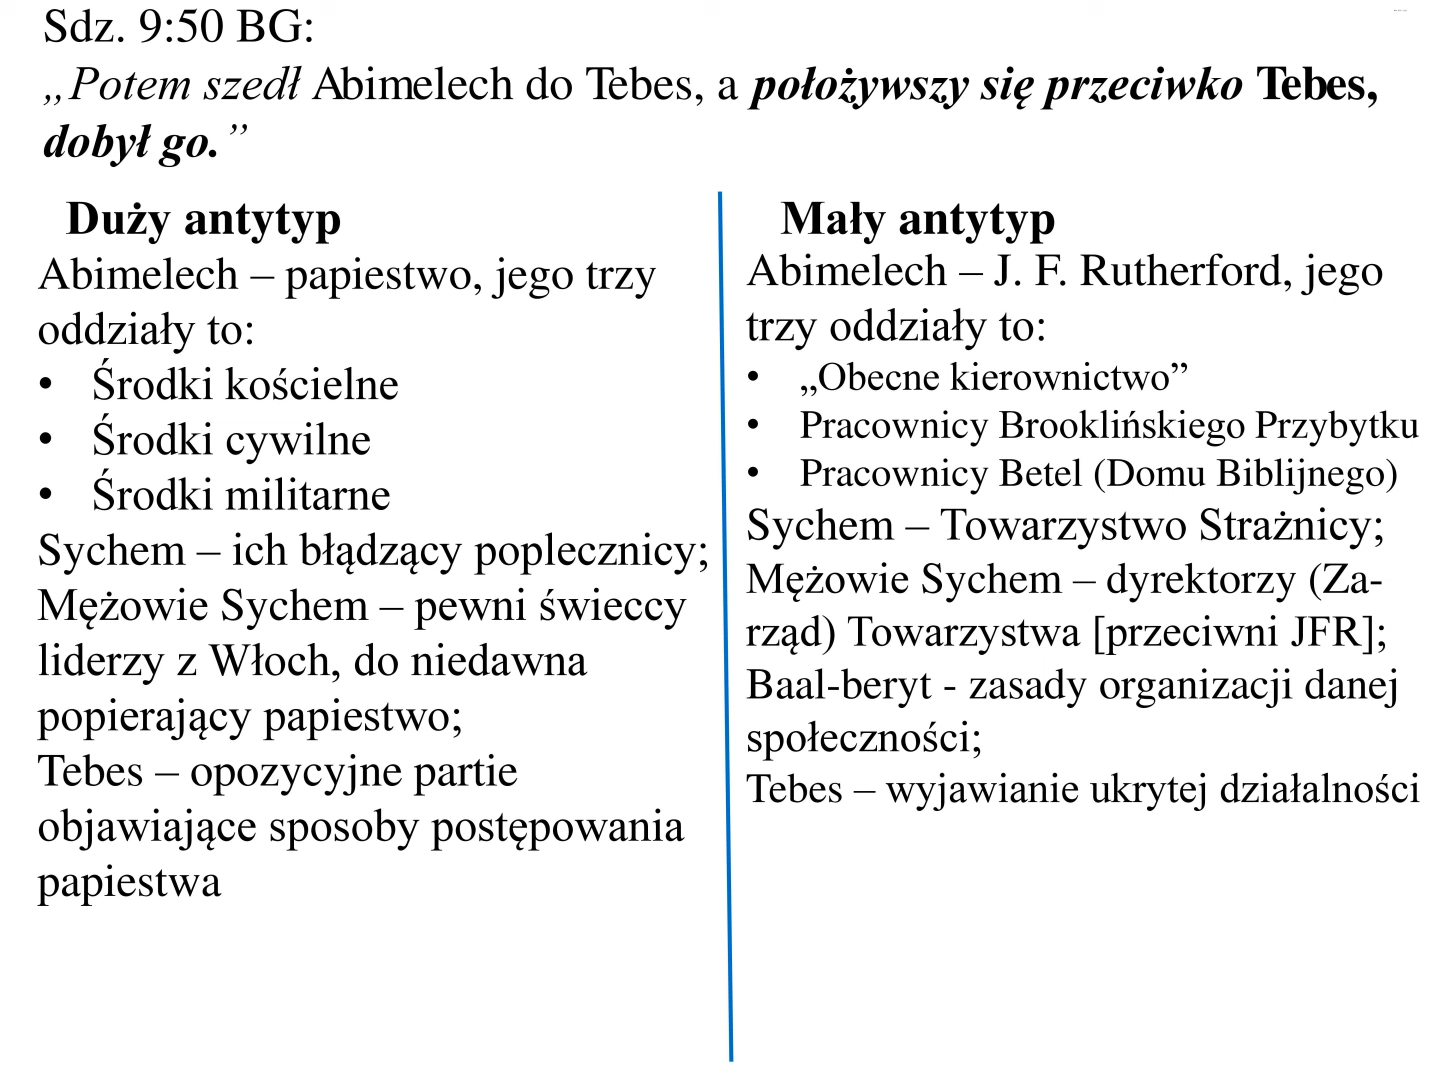 Sdz. 9:50 BG:
„Potem szedł Abimelech do Tebes, a położywszy się przeciwko Tebes,
dobył go.”
Duży antytyp
Abimelech – papiestwo, jego trzy
oddziały to:
• Środki kościelne
• Środki cywilne
• Środki militarne
Sychem – ich błądzący poplecznicy;
Mężowie Sychem – pewni świeccy
liderzy z Włoch, do niedawna
popierający papiestwo;
Tebes – opozycyjne partie
objawiające sposoby postępowania
papiestwa
Mały antytyp
Abimelech – J. F. Rutherford, jego
trzy oddziały to:
• „Obecne kierownictwo”
• Pracownicy Brooklińskiego Przybytku
• Pracownicy Betel (Domu Biblijnego)
Sychem – Towarzystwo Strażnicy;
Mężowie Sychem – dyrektorzy (Za-
rząd) Towarzystwa [przeciwni JFR];
Baal-beryt - zasady organizacji danej
społeczności;
Tebes – wyjawianie ukrytej działalności